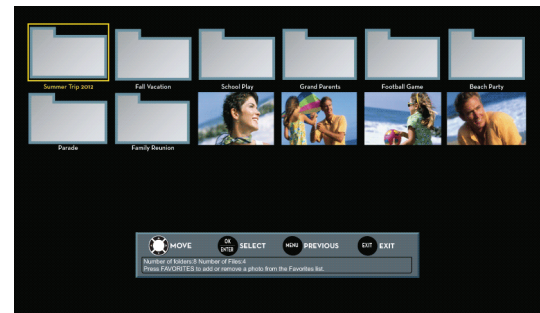 Summer Trip 2012 Fall Vacation School Play Grand Parents Football Game Beach Party
Parade Family Reunion
MOVE OK ENTER SELECT MENU PREVIOUS EXIT EXIT
Number of folders:8 Number of Files:4
Press FAVORITES to add or remove a photo from the Favorites list.